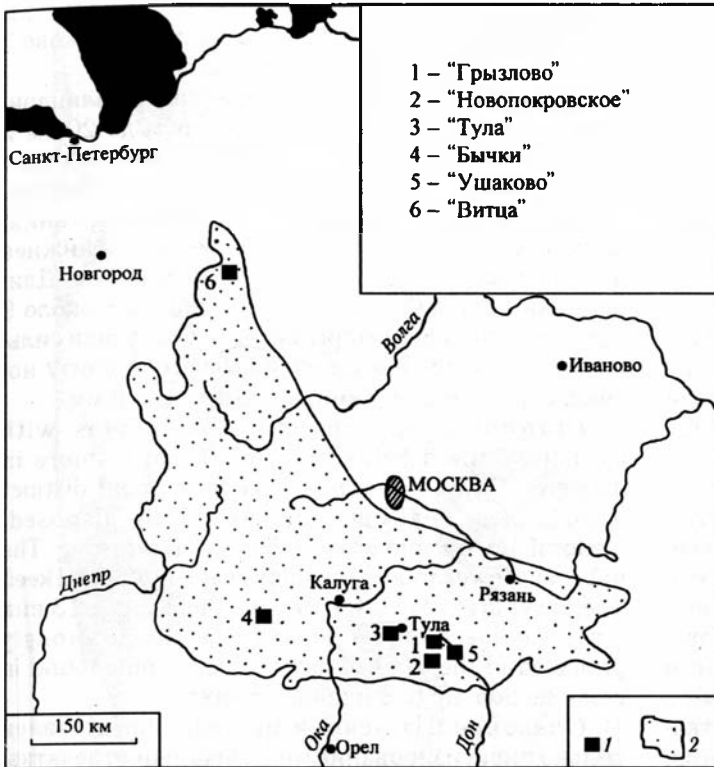 1 – "Грызлово"
2 – "Новопокровское"
3 – "Тула"
4 – "Бычки"
5 – "Ушаково"
6 – "Витца"
Санкт-Петербург
Новгород
6
Волга
Иваново
МОСКВА
Днепр
Калуга
Рязань
4
3
Тула
1
5
2
150 км
Ока
Орел
Дон
1
2